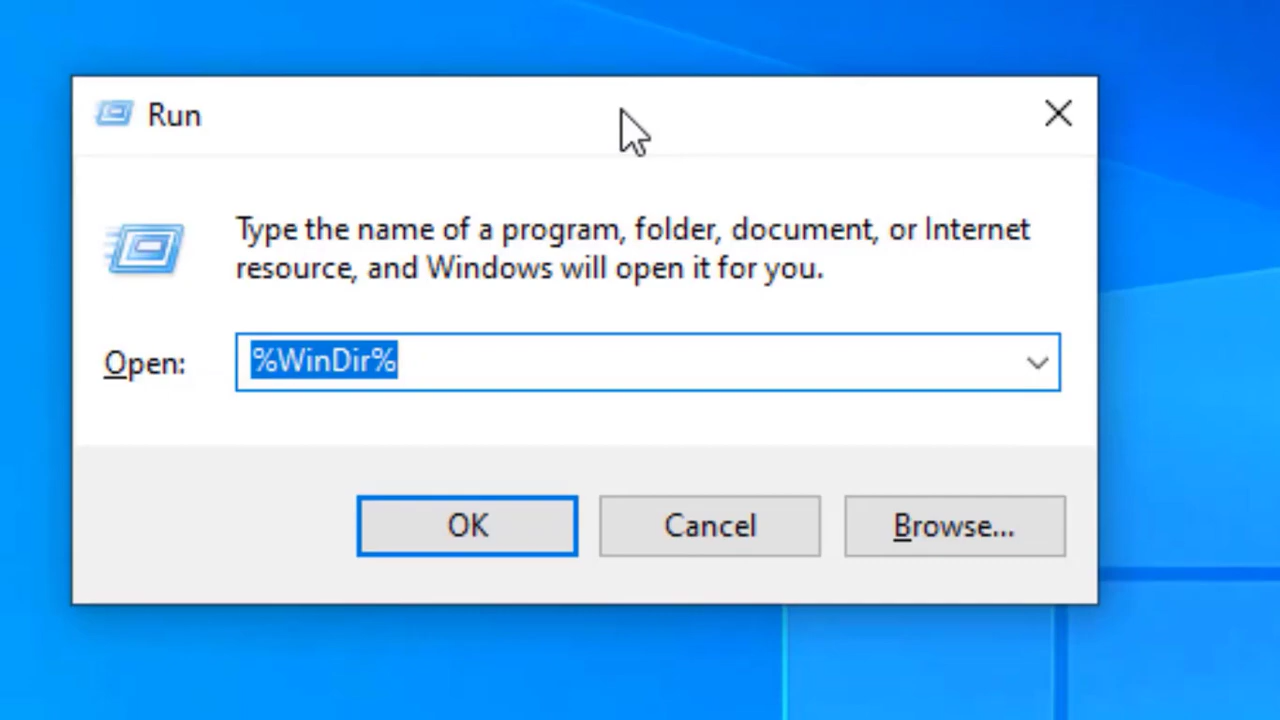 Run
Type the name of a program, folder, document, or Internet
resource, and Windows will open it for you.
Open: %WinDir%
OK Cancel Browse...